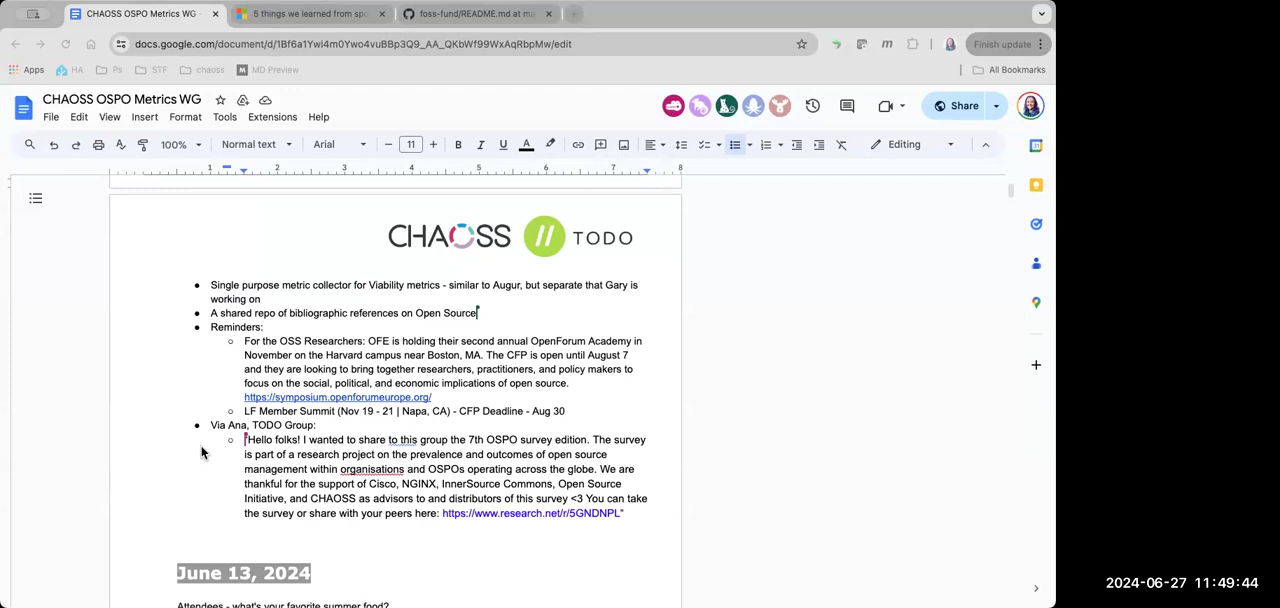 CHAOSS OSPO Metrics WG -
5 things we learned from spo
foss-fund/README.md at ma
docs.google.com/document/d/1Bf6a1Ywi4m0Ywo4vuBBp3Q9_AA_QKbWf99WxAqRbpMw/edit
Finish update
Apps
HA
Ps
STF
chaoss
MD Preview
All Bookmarks
CHAOSS OSPO Metrics WG
File Edit View Insert Format Tools Extensions Help
Share
100% Normal text Arial 11 Editing
1 2 3 4 5 6 7 8
CHAOSS // TODO
● Single purpose metric collector for Viability metrics - similar to Augur, but separate that Gary is
working on
● A shared repo of bibliographic references on Open Source
● Reminders:
○ For the OSS Researchers: OFE is holding their second annual OpenForum Academy in
November on the Harvard campus near Boston, MA. The CFP is open until August 7
and they are looking to bring together researchers, practitioners, and policy makers to
focus on the social, political, and economic implications of open source.
https://symposium.openforumeurope.org/
○ LF Member Summit (Nov 19 - 21 | Napa, CA) - CFP Deadline - Aug 30
● Via Ana, TODO Group:
○ "Hello folks! I wanted to share to this group the 7th OSPO survey edition. The survey
is part of a research project on the prevalence and outcomes of open source
management within organisations and OSPOs operating across the globe. We are
thankful for the support of Cisco, NGINX, InnerSource Commons, Open Source
Initiative, and CHAOSS as advisors to and distributors of this survey <3 You can take
the survey or share with your peers here: https://www.research.net/r/5GNDNPL"
June 13, 2024
Attendees - what's your favorite summer food?
2024-06-27 11:49:44